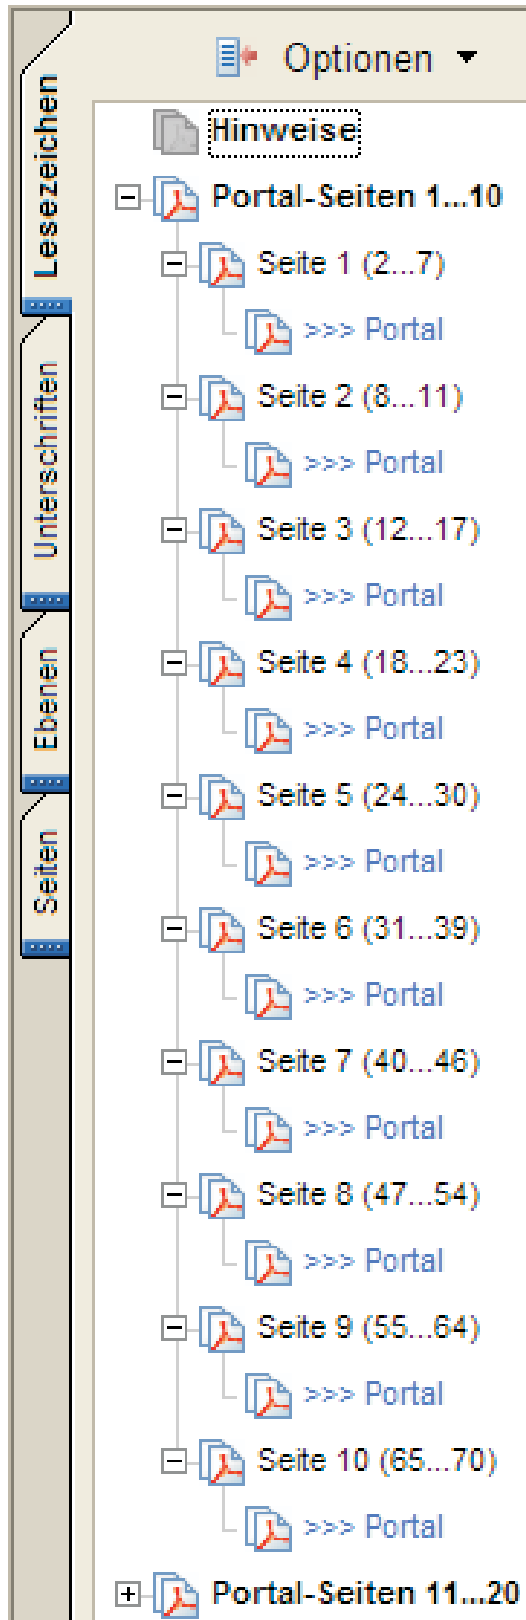 Optionen
Lesezeichen
Unterschriften
Ebenen
Seiten
Hinweise
Portal-Seiten 1...10
Seite 1 (2...7)
>>> Portal
Seite 2 (8...11)
>>> Portal
Seite 3 (12...17)
>>> Portal
Seite 4 (18...23)
>>> Portal
Seite 5 (24...30)
>>> Portal
Seite 6 (31...39)
>>> Portal
Seite 7 (40...46)
>>> Portal
Seite 8 (47...54)
>>> Portal
Seite 9 (55...64)
>>> Portal
Seite 10 (65...70)
>>> Portal
Portal-Seiten 11...20